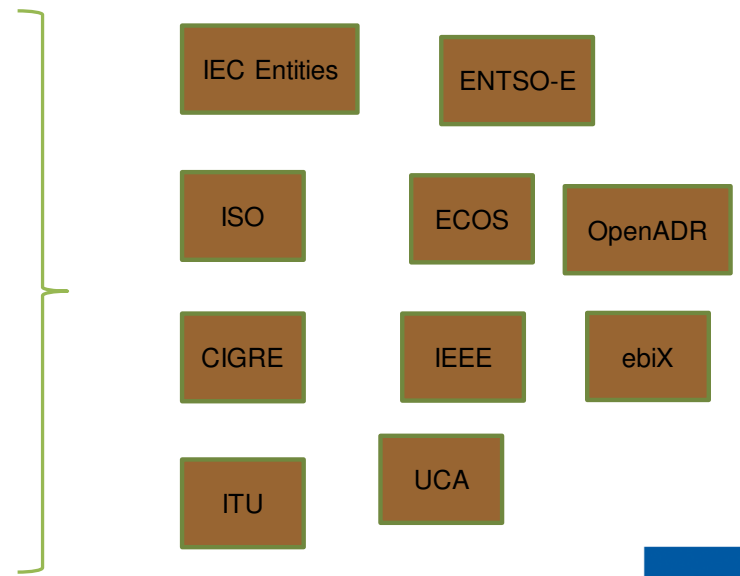 IEC Entities
ENTSO-E
ISO
ECOS
OpenADR
CIGRE
IEEE
ebiX
ITU
UCA